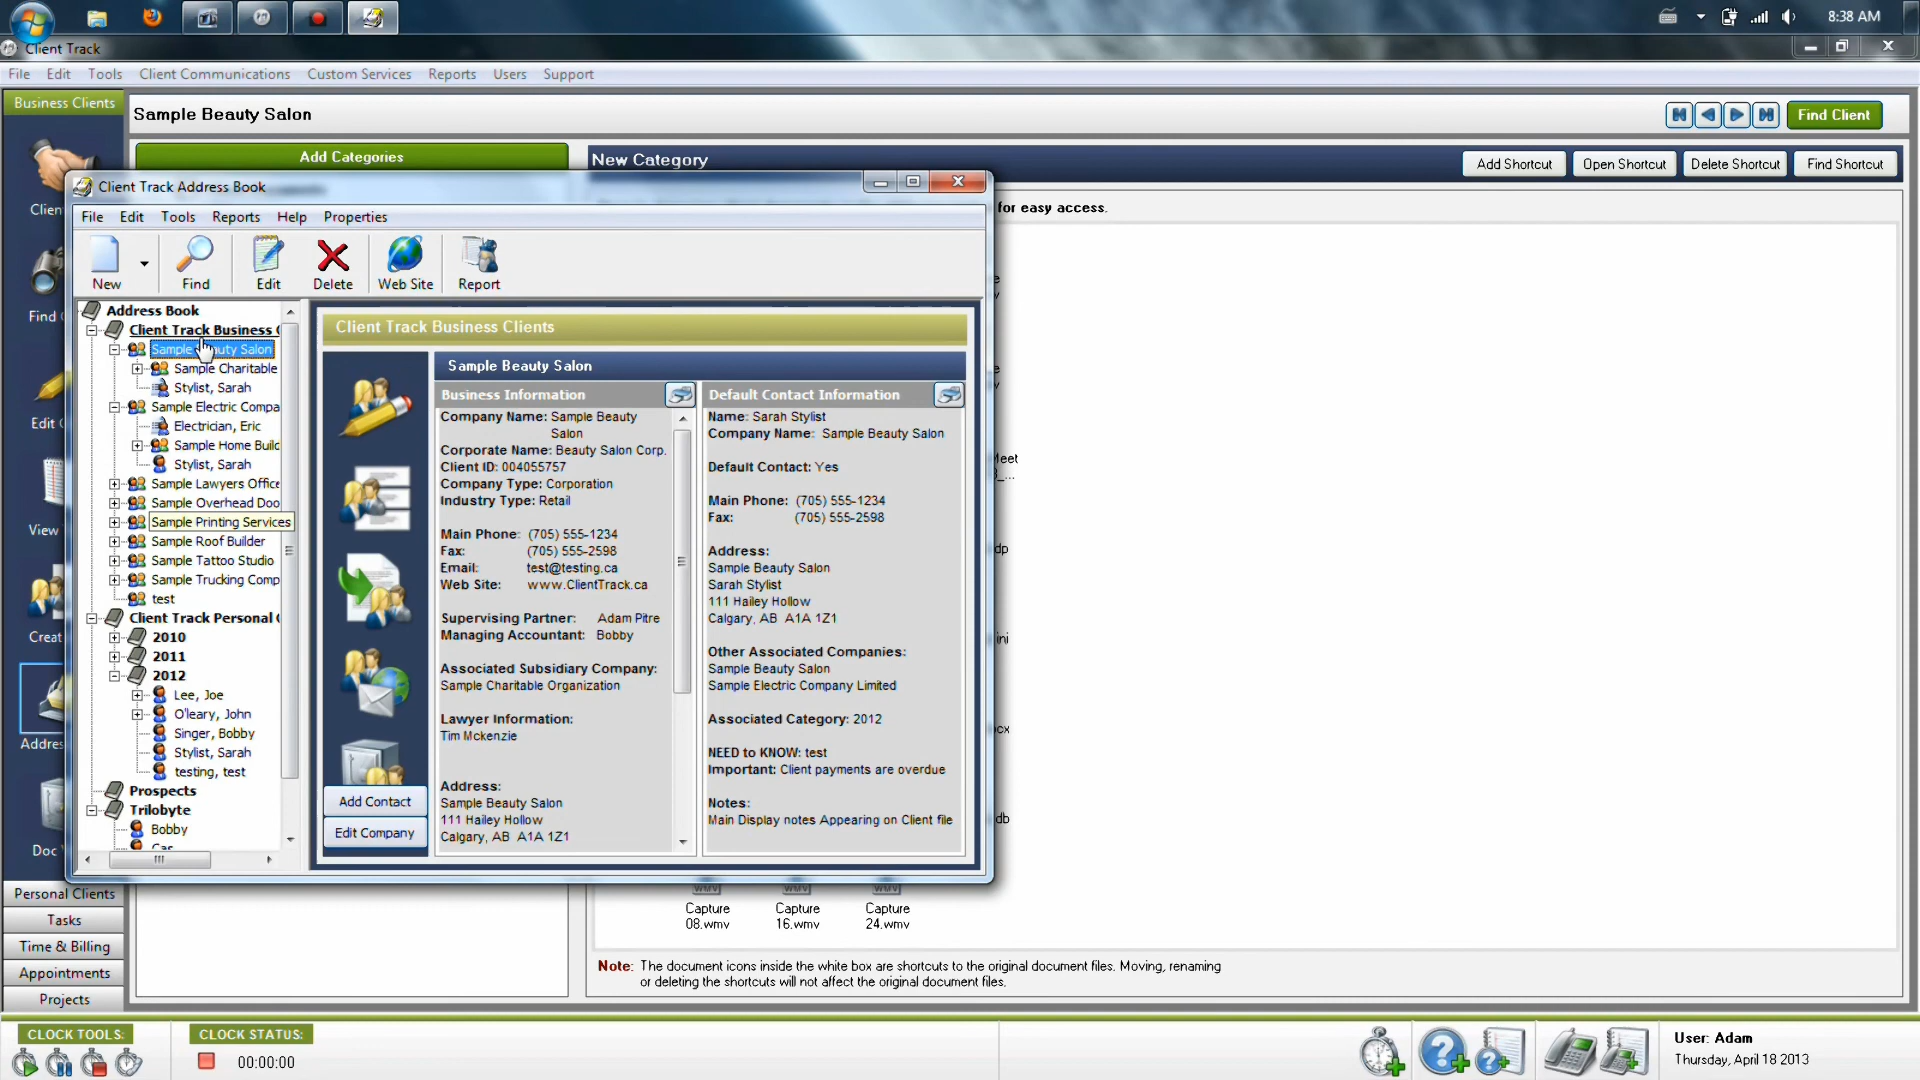 8:38 AM
Client Track
File Edit Tools Client Communications Custom Services Reports Users Support
Business Clients
Sample Beauty Salon
Find Client
Add Categories
New Category
Add Shortcut Open Shortcut Delete Shortcut Find Shortcut
for easy access.
Client Track Address Book
File Edit Tools Reports Help Properties
New Find Edit Delete Web Site Report
Address Book
Client Track Business
Sample Beauty Salon
Sample Charitable
Stylist, Sarah
Sample Electric Compa
Electrician, Eric
Sample Home Build
Stylist, Sarah
Sample Lawyers Office
Sample Overhead Doo
Sample Printing Services
Sample Roof Builder
Sample Tattoo Studio
Sample Trucking Comp
test
Client Track Personal
2010
2011
2012
Lee, Joe
O'leary, John
Singer, Bobby
Stylist, Sarah
testing, test
Prospects
Trilobyte
Bobby
Client Track Business Clients
Add Contact
Edit Company
Sample Beauty Salon
Business Information
Company Name: Sample Beauty
Salon
Corporate Name: Beauty Salon Corp.
Client ID: 004055757
Company Type: Corporation
Industry Type: Retail
Main Phone: (705) 555-1234
Fax: (705) 555-2598
Email: test@testing.ca
Web Site: www.ClientTrack.ca
Supervising Partner: Adam Pitre
Managing Accountant: Bobby
Associated Subsidiary Company:
Sample Charitable Organization
Lawyer Information:
Tim Mckenzie
Address:
Sample Beauty Salon
111 Hailey Hollow
Calgary, AB A1A 1Z1
Default Contact Information
Name: Sarah Stylist
Company Name: Sample Beauty Salon
Default Contact: Yes
Main Phone: (705) 555-1234
Fax: (705) 555-2598
Address:
Sample Beauty Salon
Sarah Stylist
111 Hailey Hollow
Calgary, AB A1A 1Z1
Other Associated Companies:
Sample Beauty Salon
Sample Electric Company Limited
Associated Category: 2012
NEED to KNOW: test
Important: Client payments are overdue
Notes:
Main Display notes Appearing on Client file
Clien
Find
Edit C
View
Creat
Addres
Doc
Personal Clients
Tasks
Time & Billing
Appointments
Projects
dp
ini
cx
db
Capture
08.wmv
Capture
16.wmv
Capture
24.wmv
Note: The document icons inside the white box are shortcuts to the original document files. Moving, renaming
or deleting the shortcuts will not affect the original document files.
CLOCK TOOLS:
CLOCK STATUS:
00:00:00
User: Adam
Thursday, April 18 2013